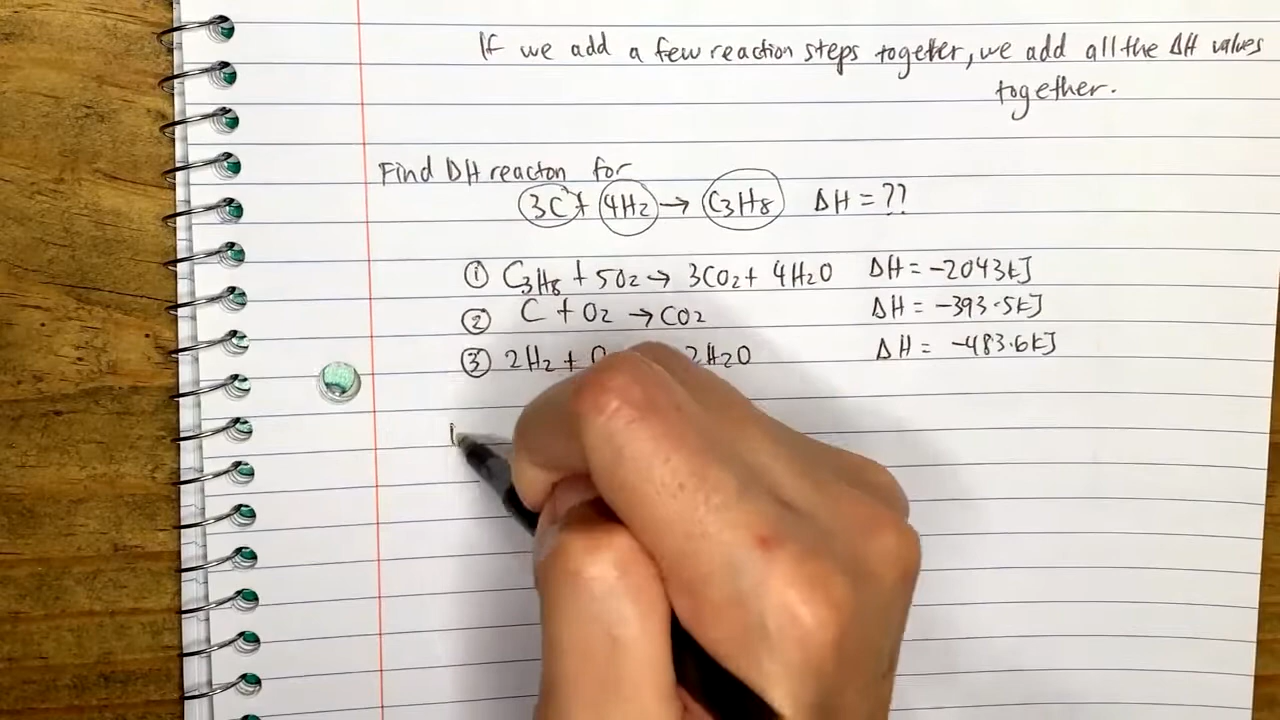 If we add a few reaction steps together, we add all the ΔH values
together.
Find ΔH reacton for
3C + 4H2 → C3H8 ΔH = ??
① C3H8 + 5O2 → 3CO2 + 4H2O ΔH = -2043kJ
② C + O2 → CO2 ΔH = -393.5kJ
③ 2H2 + 2H2O ΔH = -483.6kJ